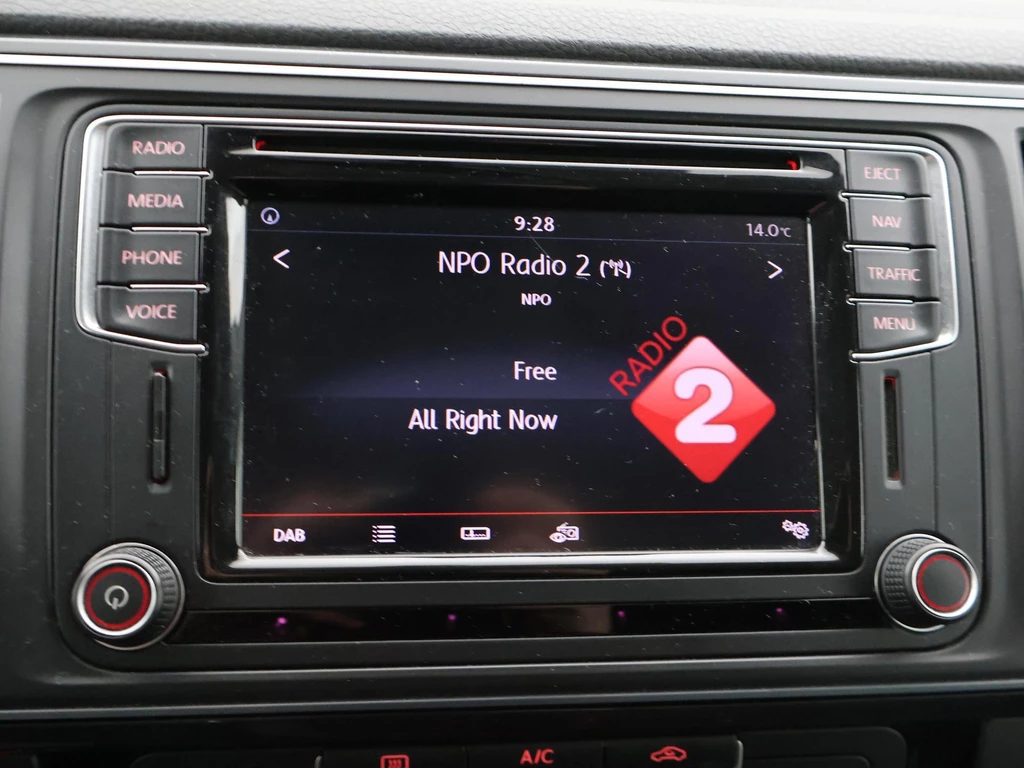 RADIO
MEDIA
PHONE
VOICE
EJECT
NAV
TRAFFIC
MENU
9:28
14.0°C
< NPO Radio 2 >
NPO
Free
All Right Now
RADIO
2
DAB
A/C